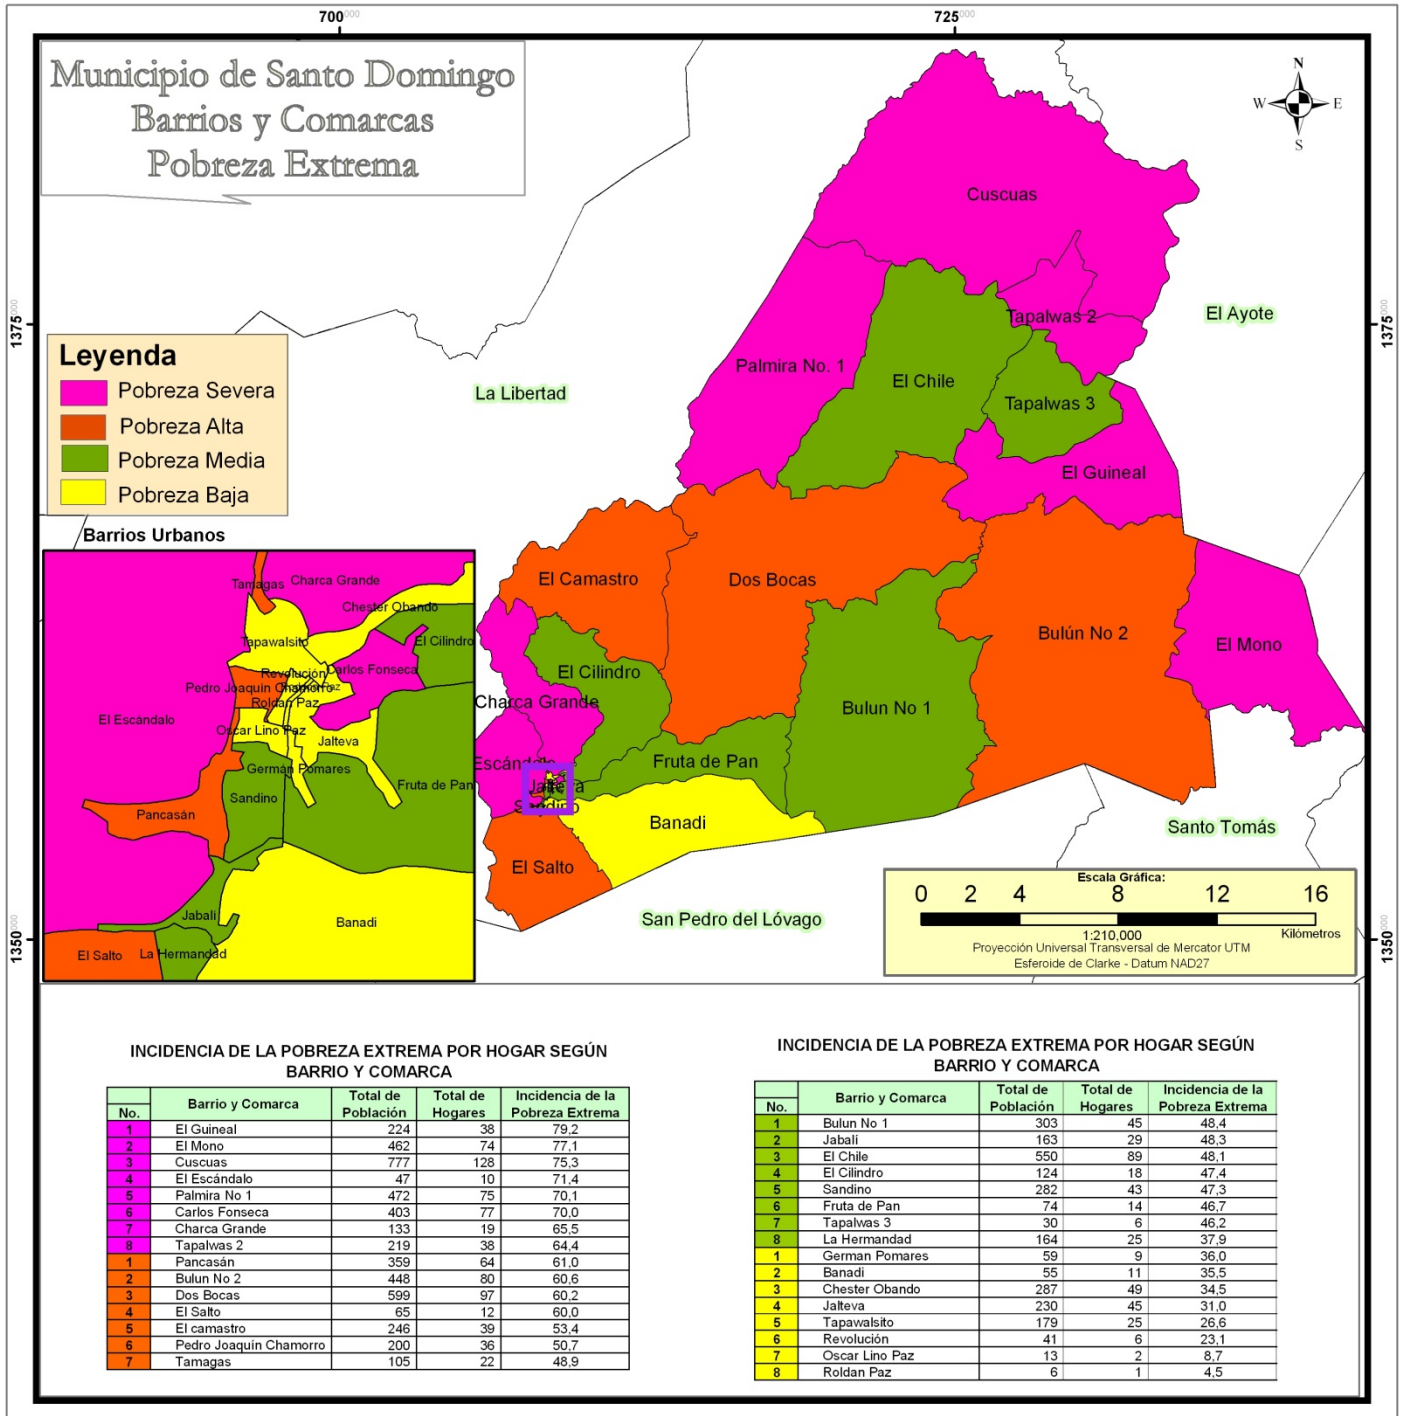 700000
725000
Municipio de Santo Domingo
Barrios y Comarcas
Pobreza Extrema
N
W E
S
1375000
1375000
Cuscuas
El Ayote
Tapalwas 2
Palmira No. 1
El Chile
La Libertad
Tapalwas 3
El Guineal
Leyenda
Pobreza Severa
Pobreza Alta
Pobreza Media
Pobreza Baja
El Camastro
Dos Bocas
Bulún No 2
El Mono
El Cilindro
Charca Grande
Bulun No 1
Escándalo
Fruta de Pan
Jalteva
Sandino
Banadi
Santo Tomás
El Salto
San Pedro del Lóvago
Barrios Urbanos
Tamagas
Charca Grande
Chester Obando
Tapawalsito
El Cilindro
Revolución
Carlos Fonseca
Pedro Joaquin Chamorro
Roldan Paz
El Escándalo
Oscar Lino Paz
Jalteva
Germán Pomares
Fruta de Pan
Sandino
Pancasán
Jabalí
Banadi
El Salto
La Hermandad
Escala Gráfica:
0 2 4 8 12 16
1:210,000
Kilómetros
Proyección Universal Transversal de Mercator UTM
Esferoide de Clarke - Datum NAD27
1350000
1350000
INCIDENCIA DE LA POBREZA EXTREMA POR HOGAR SEGÚN
BARRIO Y COMARCA
No. Barrio y Comarca Total de Población Total de Hogares Incidencia de la Pobreza Extrema
1 El Guineal 224 38 79,2
2 El Mono 462 74 77,1
3 Cuscuas 777 128 75,3
4 El Escándalo 47 10 71,4
5 Palmira No 1 472 75 70,1
6 Carlos Fonseca 403 77 70,0
7 Charca Grande 133 19 65,5
8 Tapalwas 2 219 38 64,4
1 Pancasán 359 64 61,0
2 Bulun No 2 448 80 60,6
3 Dos Bocas 599 97 60,2
4 El Salto 65 12 60,0
5 El camastro 246 39 53,4
6 Pedro Joaquin Chamorro 200 36 50,7
7 Tamagas 105 22 48,9
INCIDENCIA DE LA POBREZA EXTREMA POR HOGAR SEGÚN
BARRIO Y COMARCA
No. Barrio y Comarca Total de Población Total de Hogares Incidencia de la Pobreza Extrema
1 Bulun No 1 303 45 48,4
2 Jabali 163 29 48,3
3 El Chile 550 89 48,1
4 El Cilindro 124 18 47,4
5 Sandino 282 43 47,3
6 Fruta de Pan 74 14 46,7
7 Tapalwas 3 30 6 46,2
8 La Hermandad 164 25 37,9
1 German Pomares 59 9 36,0
2 Banadi 55 11 35,5
3 Chester Obando 287 49 34,5
4 Jalteva 230 45 31,0
5 Tapawalsito 179 25 26,6
6 Revolución 41 6 23,1
7 Oscar Lino Paz 13 2 8,7
8 Roldan Paz 6 1 4,5